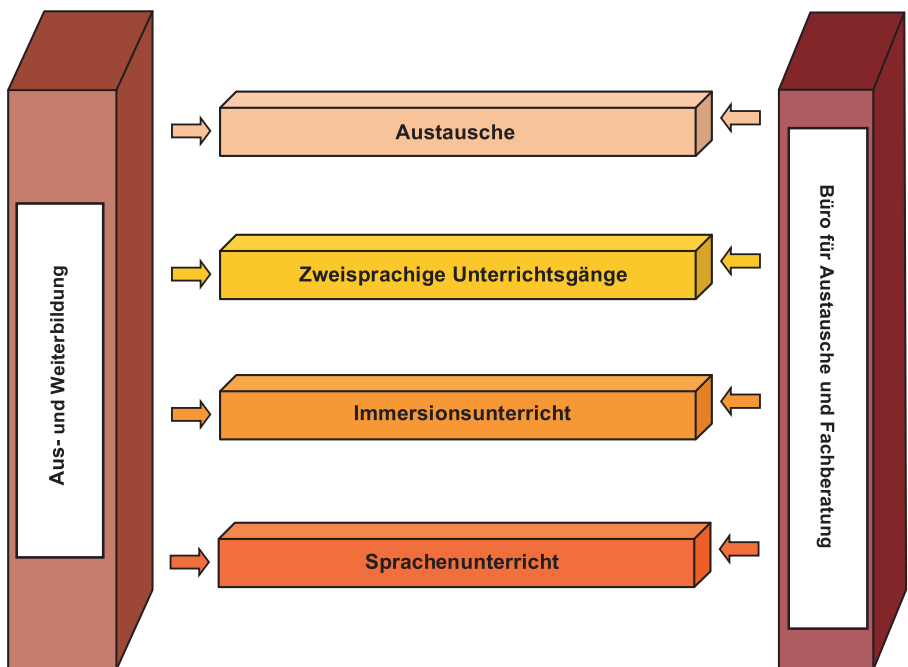 Aus- und Weiterbildung
Austausche
Zweisprachige Unterrichtsgänge
Immersionsunterricht
Sprachenunterricht
Büro für Austausche und Fachberatung